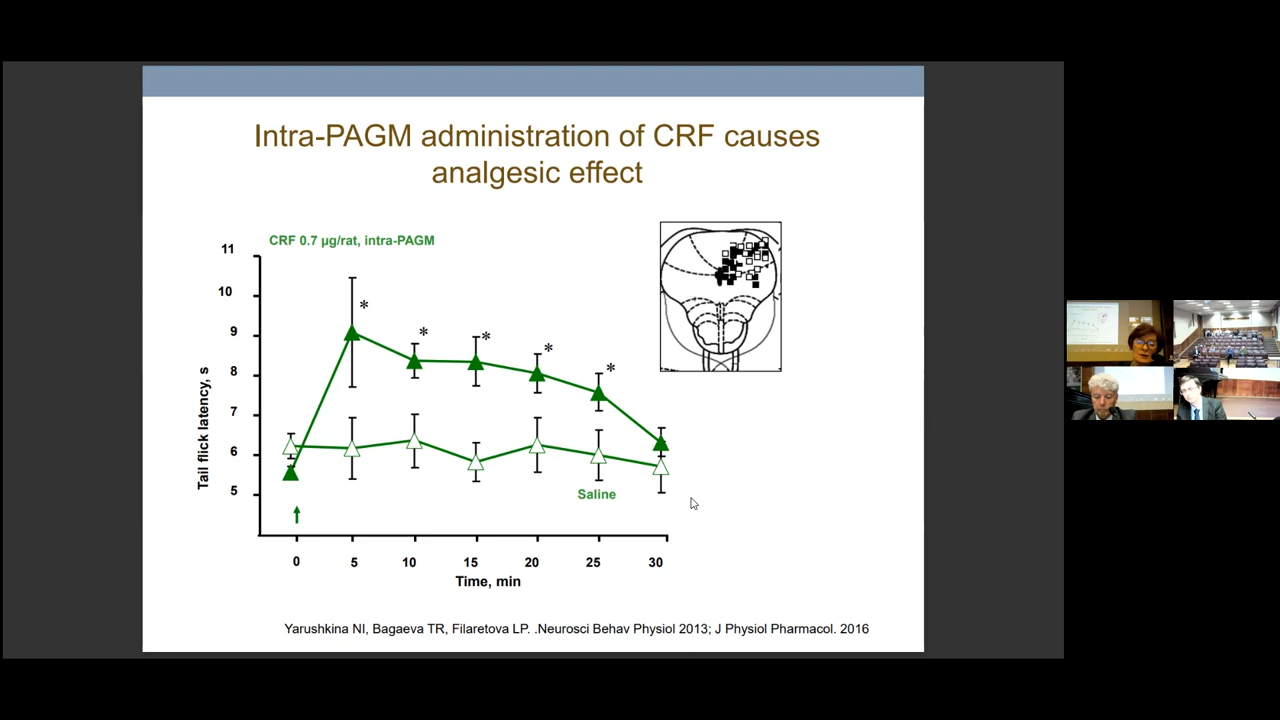 Intra-PAGM administration of CRF causes
analgesic effect
CRF 0.7 µg/rat, intra-PAGM
11
10
9
8
7
6
5
Tail flick latency, s
*
*
*
*
*
Saline
0 5 10 15 20 25 30
Time, min
Yarushkina NI, Bagaeva TR, Filaretova LP. .Neurosci Behav Physiol 2013; J Physiol Pharmacol. 2016